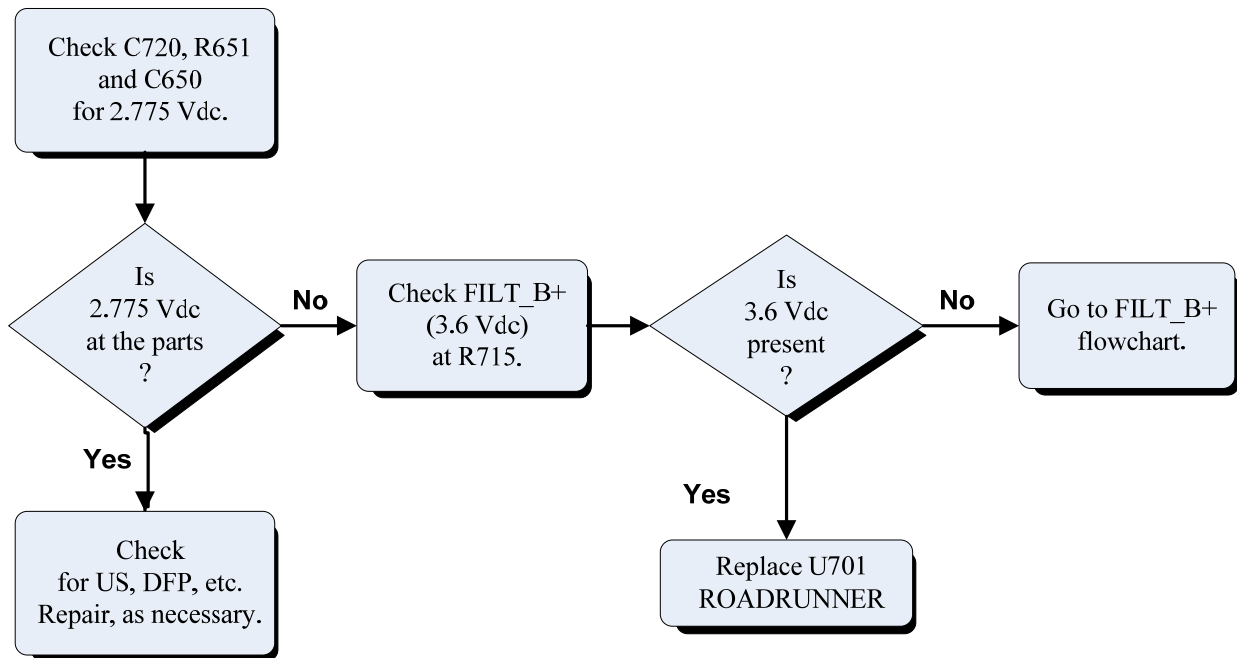 Check C720, R651
and C650
for 2.775 Vdc.
Is
2.775 Vdc
at the parts
?
No
Check FILT_B+
(3.6 Vdc)
at R715.
Is
3.6 Vdc
present
?
No
Go to FILT_B+
flowchart.
Yes
Check
for US, DFP, etc.
Repair, as necessary.
Yes
Replace U701
ROADRUNNER